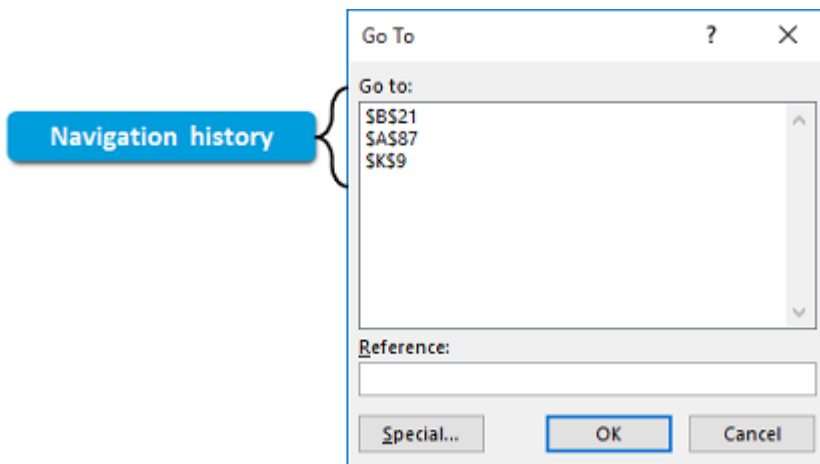 Go To
?
Go to:
$B$21
$A$87
$K$9
Navigation history
Reference:
Special...
OK
Cancel